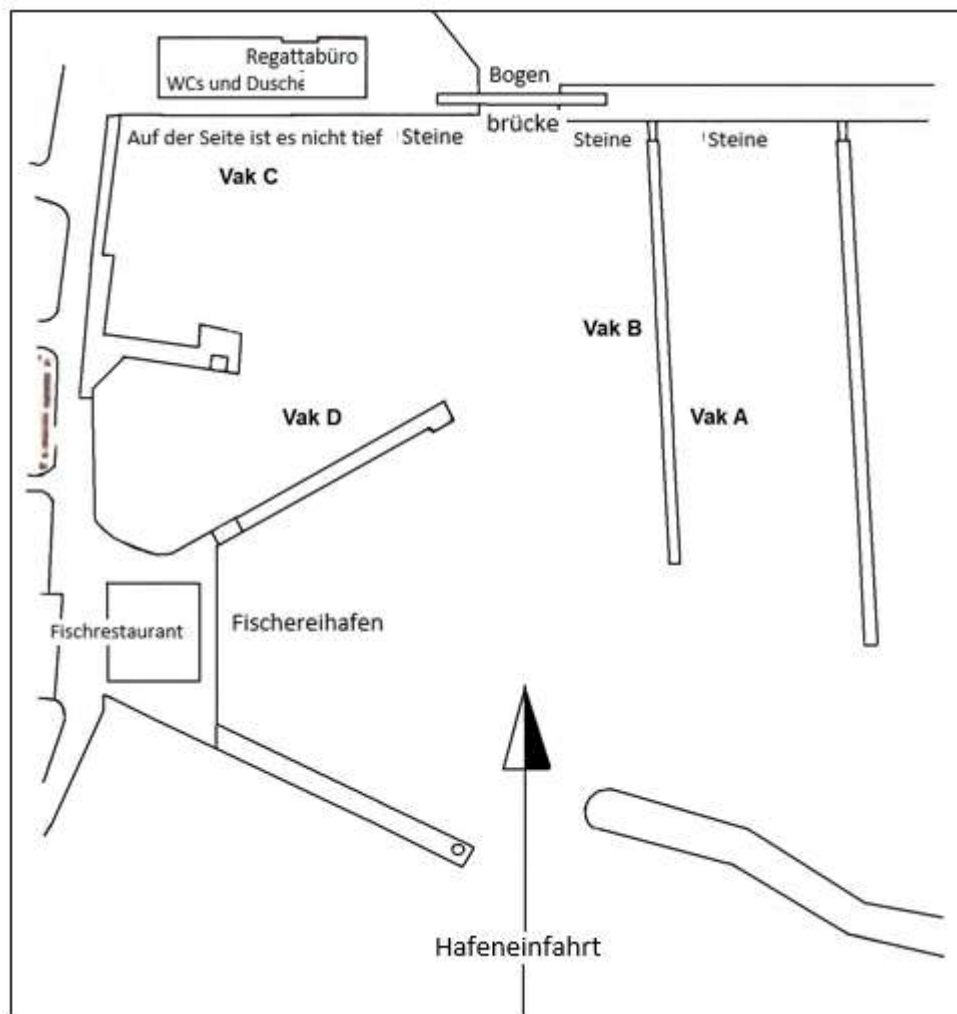 Regattabüro
WCs und Dusche
Bogen
brücke
Auf der Seite ist es nicht tief
Steine
Steine
Steine
Vak C
Vak B
Vak D
Vak A
Fischrestaurant
Fischereihafen
Hafeneinfahrt